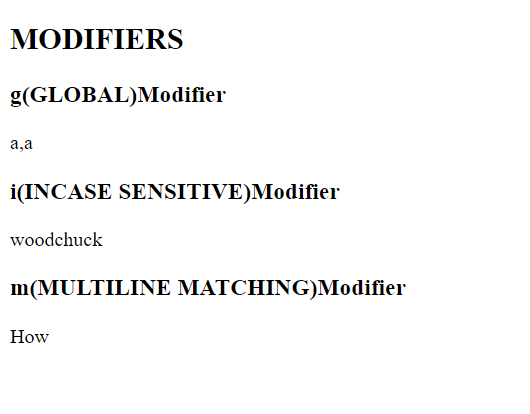 MODIFIERS
g(GLOBAL)Modifier
a,a
i(INCASE SENSITIVE)Modifier
woodchuck
m(MULTILINE MATCHING)Modifier
How